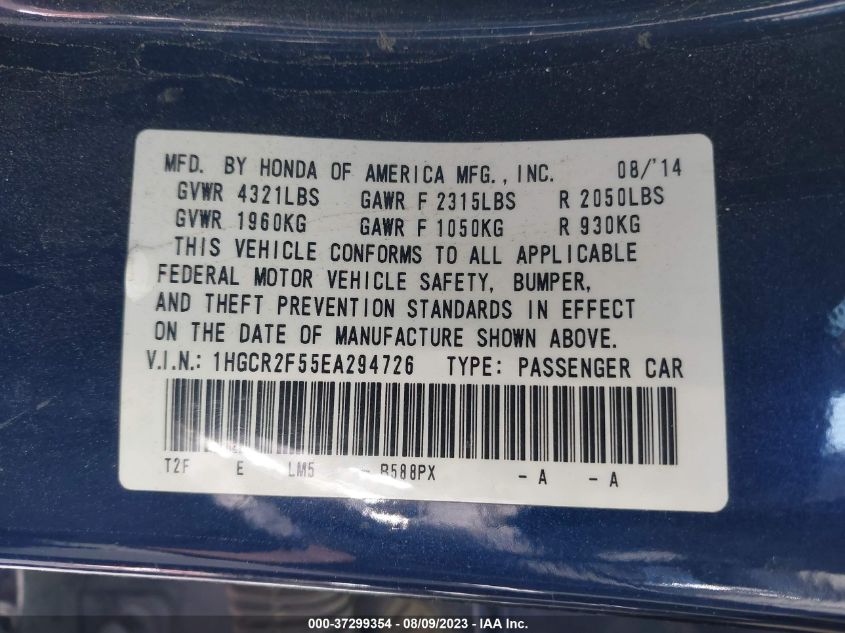 MFD. BY HONDA OF AMERICA MFG., INC. 08/'14
GVWR 4321LBS GAWR F 2315LBS R 2050LBS
GVWR 1960KG GAWR F 1050KG R 930KG
THIS VEHICLE CONFORMS TO ALL APPLICABLE
FEDERAL MOTOR VEHICLE SAFETY, BUMPER,
AND THEFT PREVENTION STANDARDS IN EFFECT
ON THE DATE OF MANUFACTURE SHOWN ABOVE.
V.I.N.: 1HGCR2F55EA294726 TYPE: PASSENGER CAR
T2F E LM5 - B588PX - A - A
000-37299354 - 08/09/2023 - IAA Inc.